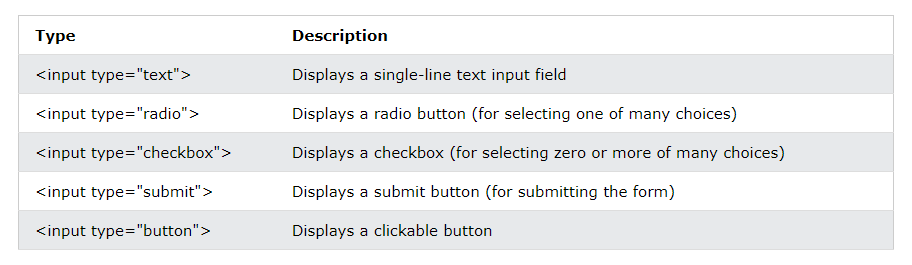 Type Description
<input type="text"> Displays a single-line text input field
<input type="radio"> Displays a radio button (for selecting one of many choices)
<input type="checkbox"> Displays a checkbox (for selecting zero or more of many choices)
<input type="submit"> Displays a submit button (for submitting the form)
<input type="button"> Displays a clickable button